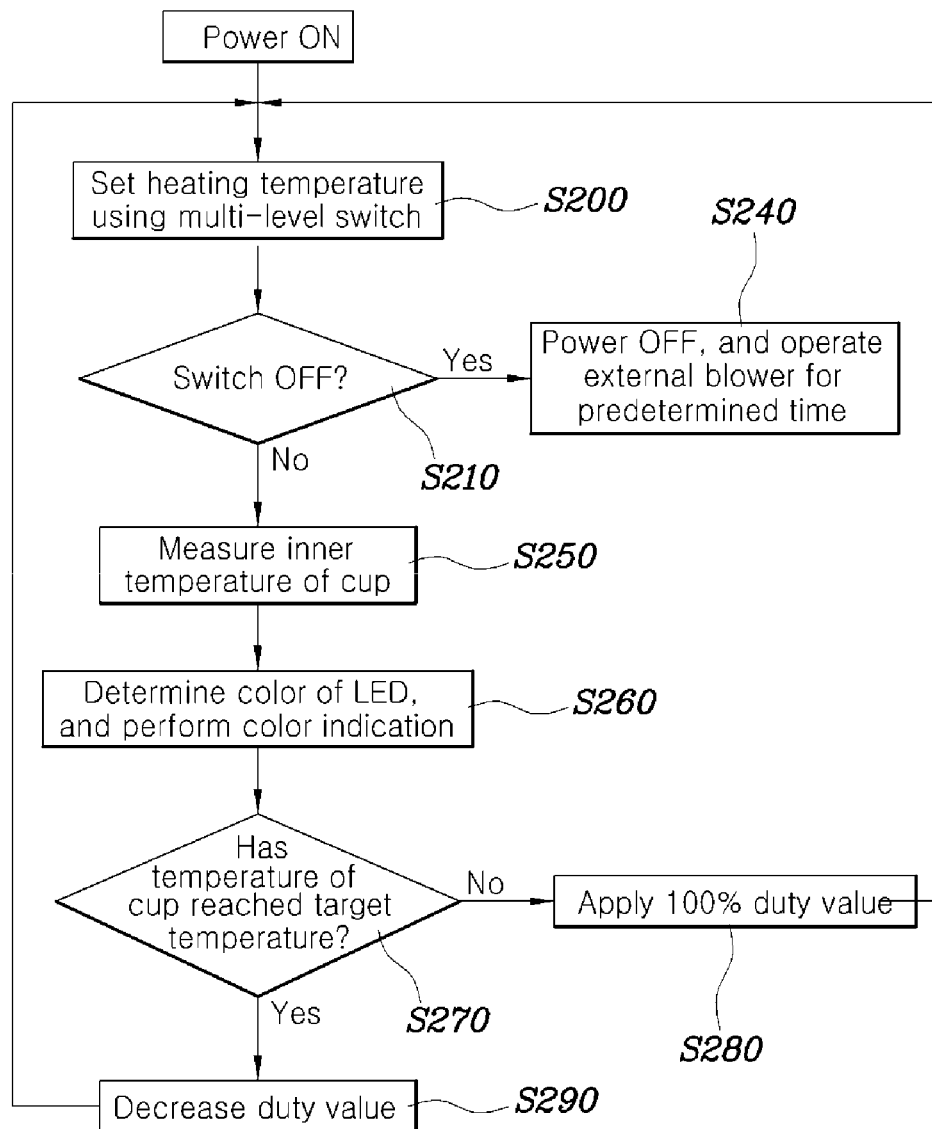 Power ON
Set heating temperature
using multi-level switch
S200
S240
Switch OFF?
Yes
Power OFF, and operate
external blower for
predetermined time
No
S210
Measure inner
temperature of cup
S250
Determine color of LED,
and perform color indication
S260
Has
temperature of
cup reached target
temperature?
No
Apply 100% duty value
Yes
S270
S280
Decrease duty value
S290